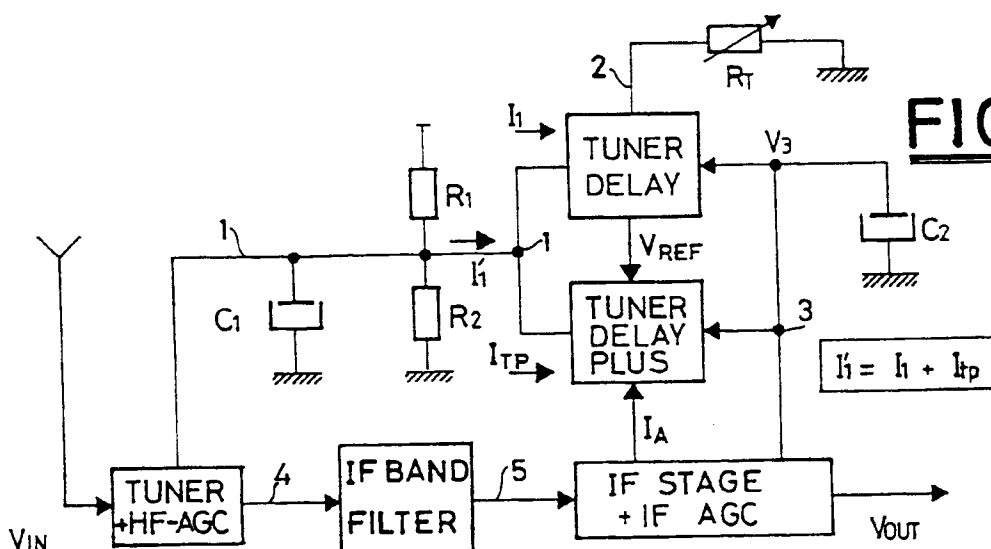 2
RT
I1
TUNER
DELAY
V3
FIG
R1
1
I'1
1
VREF
C2
C1
R2
TUNER
DELAY
PLUS
3
ITP
I'1 = I1 + Itp
IA
TUNER
+HF-AGC
4
IF BAND
FILTER
5
IF STAGE
+ IF AGC
VIN
VOUT